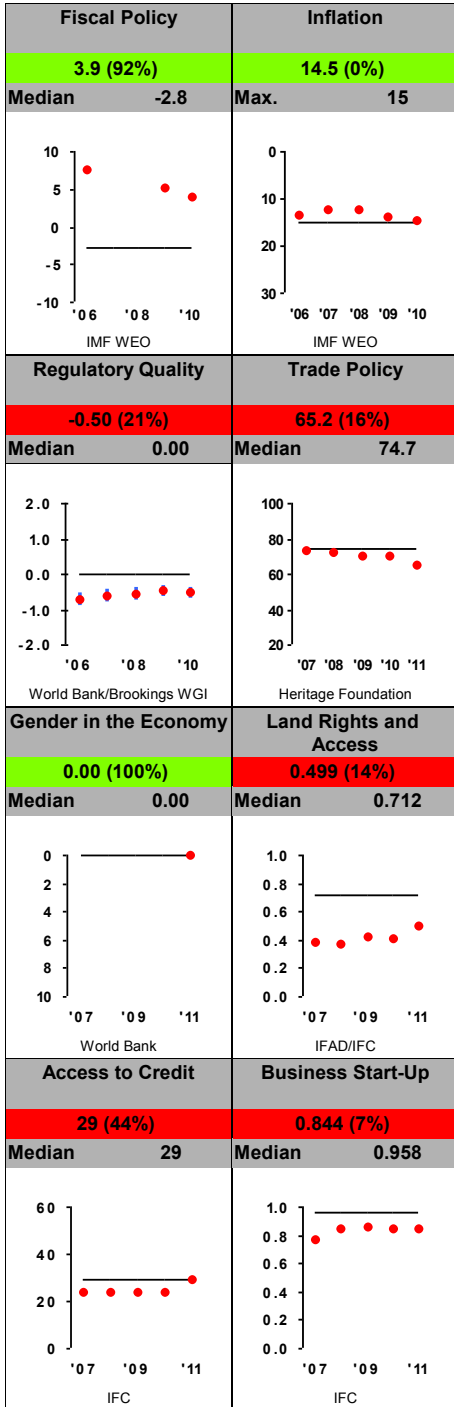 Fiscal Policy
3.9 (92%)
Median -2.8
10
5
0
-5
-10
'06 '08 '10
IMF WEO
Inflation
14.5 (0%)
Max. 15
0
10
20
30
'06 '07 '08 '09 '10
IMF WEO
Regulatory Quality
-0.50 (21%)
Median 0.00
2.0
1.0
0.0
-1.0
-2.0
'06 '08 '10
World Bank/Brookings WGI
Trade Policy
65.2 (16%)
Median 74.7
100
80
60
40
20
'07 '08 '09 '10 '11
Heritage Foundation
Gender in the Economy
0.00 (100%)
Median 0.00
0
2
4
6
8
10
'07 '09 '11
World Bank
Land Rights and
Access
0.499 (14%)
Median 0.712
1.0
0.8
0.6
0.4
0.2
0.0
'07 '09 '11
IFAD/IFC
Access to Credit
29 (44%)
Median 29
60
40
20
0
'07 '09 '11
IFC
Business Start-Up
0.844 (7%)
Median 0.958
1.0
0.8
0.6
0.4
0.2
0.0
'07 '09 '11
IFC